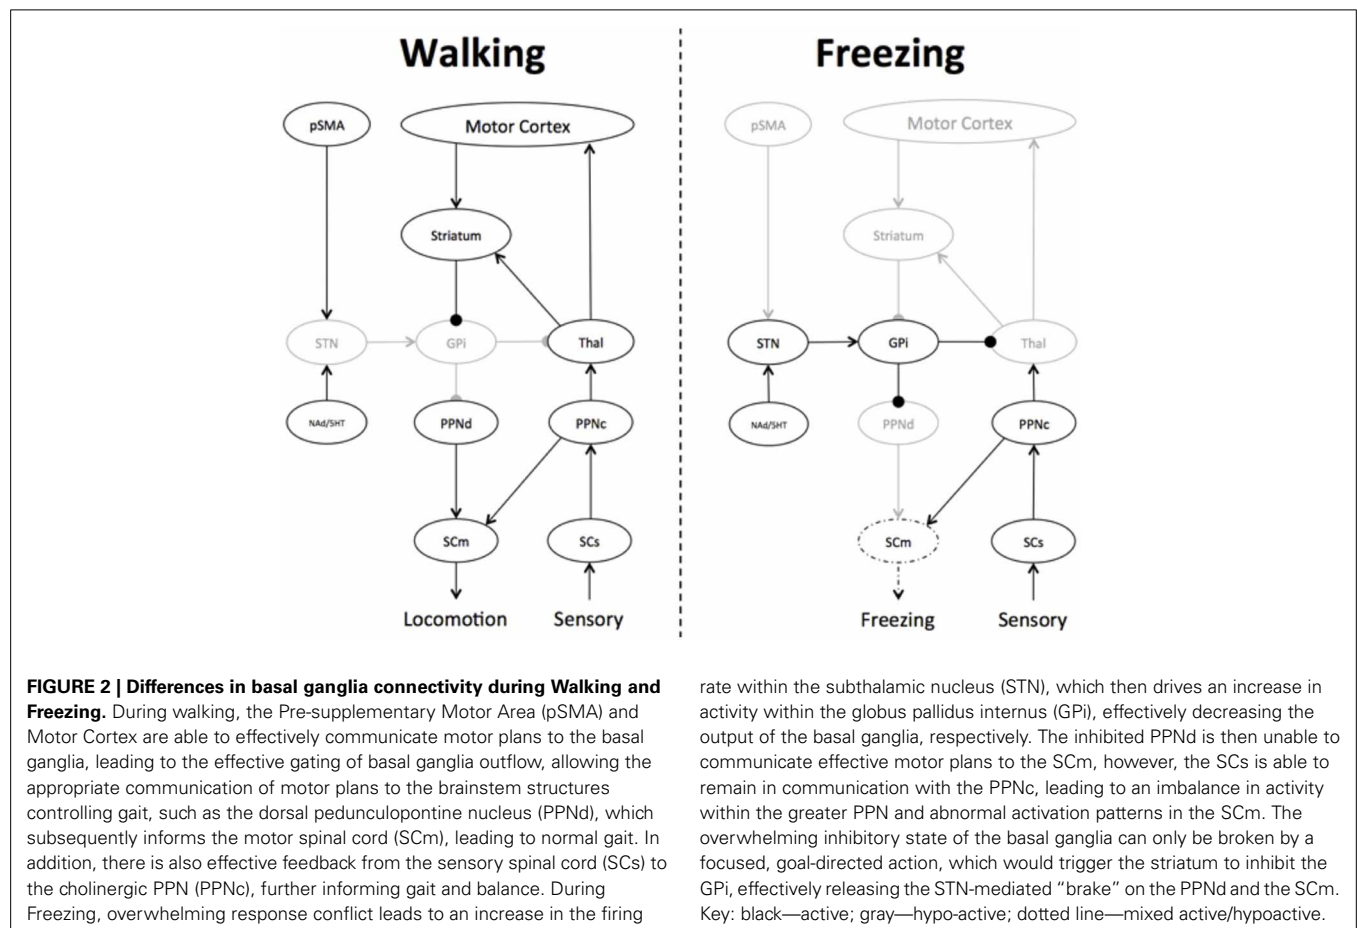 Walking
Freezing
pSMA
Motor Cortex
Striatum
STN
GPi
Thal
NAd/5HT
PPNd
PPNc
SCm
SCs
Locomotion
Sensory
pSMA
Motor Cortex
Striatum
STN
GPi
Thal
NAd/5HT
PPNd
PPNc
SCm
SCs
Freezing
Sensory
FIGURE 2 | Differences in basal ganglia connectivity during Walking and
Freezing. During walking, the Pre-supplementary Motor Area (pSMA) and
Motor Cortex are able to effectively communicate motor plans to the basal
ganglia, leading to the effective gating of basal ganglia outflow, allowing the
appropriate communication of motor plans to the brainstem structures
controlling gait, such as the dorsal pedunculopontine nucleus (PPNd), which
subsequently informs the motor spinal cord (SCm), leading to normal gait. In
addition, there is also effective feedback from the sensory spinal cord (SCs) to
the cholinergic PPN (PPNc), further informing gait and balance. During
Freezing, overwhelming response conflict leads to an increase in the firing
rate within the subthalamic nucleus (STN), which then drives an increase in
activity within the globus pallidus internus (GPi), effectively decreasing the
output of the basal ganglia, respectively. The inhibited PPNd is then unable to
communicate effective motor plans to the SCm, however, the SCs is able to
remain in communication with the PPNc, leading to an imbalance in activity
within the greater PPN and abnormal activation patterns in the SCm. The
overwhelming inhibitory state of the basal ganglia can only be broken by a
focused, goal-directed action, which would trigger the striatum to inhibit the
GPi, effectively releasing the STN-mediated “brake” on the PPNd and the SCm.
Key: black—active; gray—hypo-active; dotted line—mixed active/hypoactive.